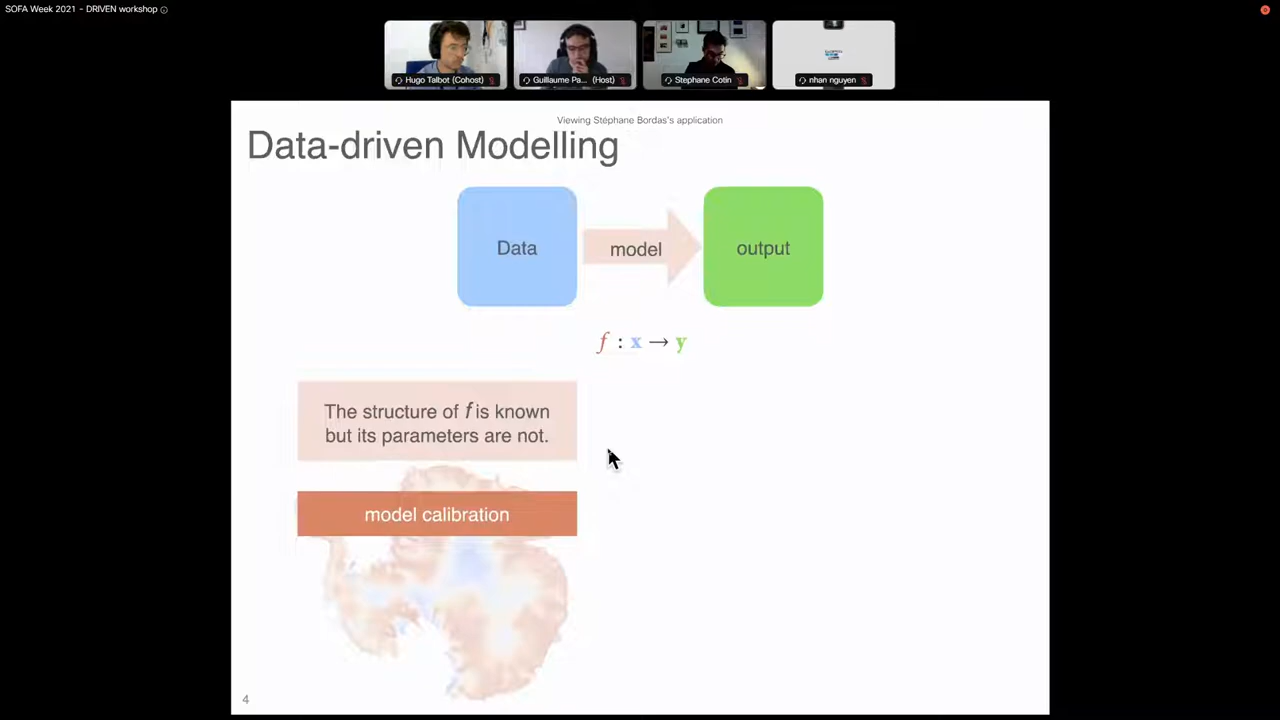 SOFA Week 2021 - DRIVEN workshop
Hugo Talbot (Cohost)
Guillaume Pa... (Host)
Stephane Cotin
nhan nguyen
Viewing Stéphane Bordas's application
Data-driven Modelling
Data
model
output
f : x → y
The structure of f is known
but its parameters are not.
model calibration
4